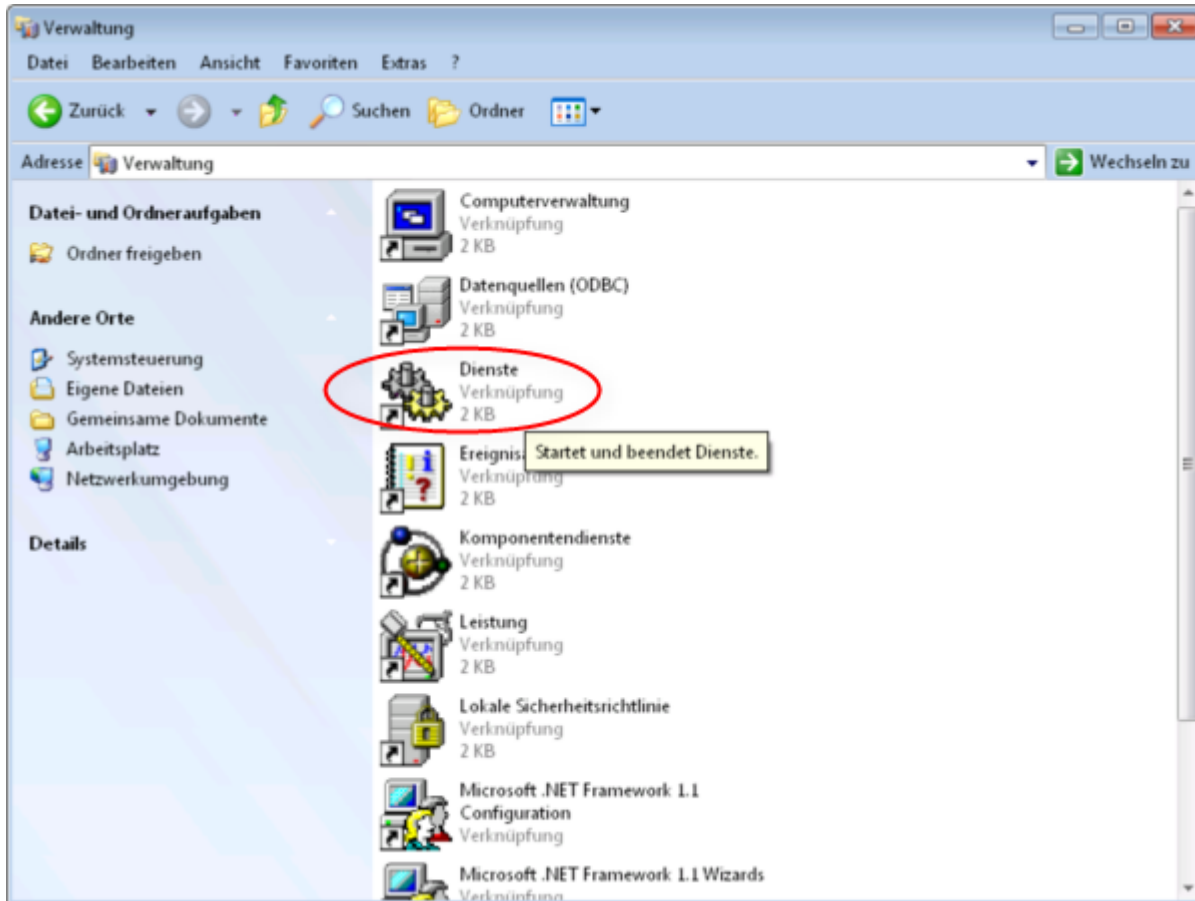 Verwaltung
Datei Bearbeiten Ansicht Favoriten Extras ?
Zurück Suchen Ordner
Adresse Verwaltung Wechseln zu
Datei- und Ordneraufgaben
Ordner freigeben
Andere Orte
Systemsteuerung
Eigene Dateien
Gemeinsame Dokumente
Arbeitsplatz
Netzwerkumgebung
Details
Computerverwaltung
Verknüpfung
2 KB
Datenquellen (ODBC)
Verknüpfung
2 KB
Dienste
Verknüpfung
2 KB
Startet und beendet Dienste.
Verknüpfung
2 KB
Komponentendienste
Verknüpfung
2 KB
Leistung
Verknüpfung
2 KB
Lokale Sicherheitsrichtlinie
Verknüpfung
2 KB
Microsoft .NET Framework 1.1
Configuration
Verknüpfung
Microsoft .NET Framework 1.1 Wizards
Verknüpfung